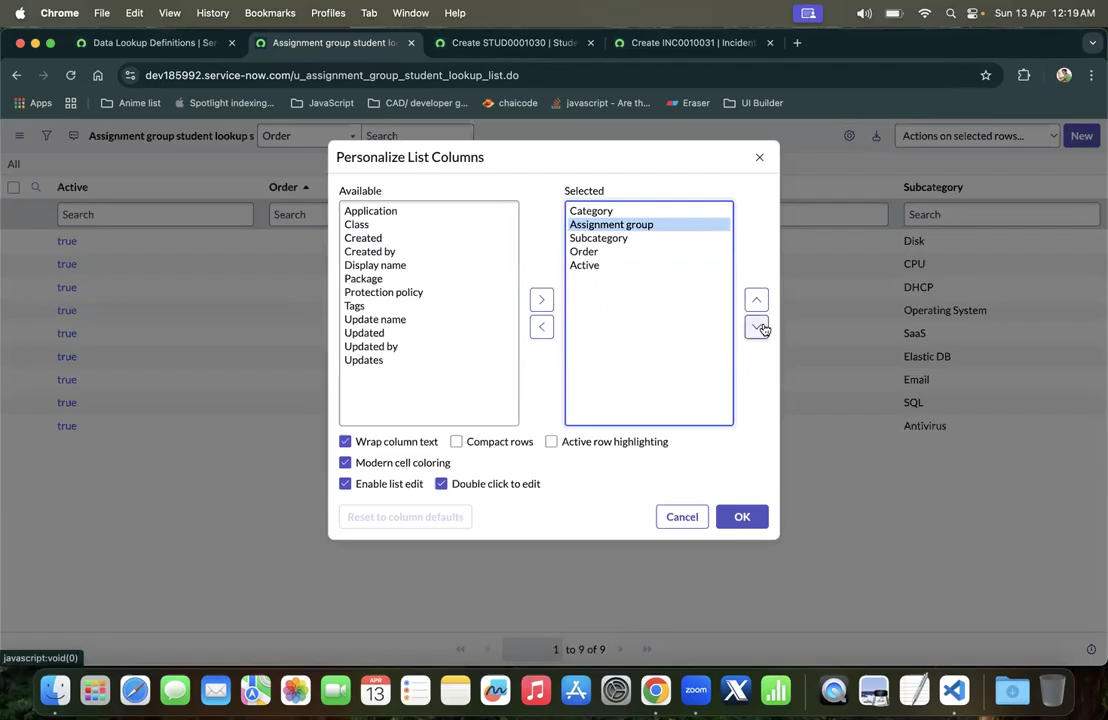 Chrome File Edit View History Bookmarks Profiles Tab Window Help Sun 13 Apr 12:19 AM
Data Lookup Definitions | Ser Assignment group student lo Create STUD0001030 | Stude Create INC0010031 | Incident
dev185992.service-now.com/u_assignment_group_student_lookup_list.do
Apps Anime list Spotlight indexing... JavaScript CAD/ developer g... chaicode javascript - Are th... Eraser UI Builder
Assignment group student lookup s Order Search Actions on selected rows... New
All
Active Order Subcategory
Search Search Search
true Disk
true CPU
true DHCP
true Operating System
true SaaS
true Elastic DB
true Email
true SQL
true Antivirus
Personalize List Columns
Available
Application
Class
Created
Created by
Display name
Package
Protection policy
Tags
Update name
Updated
Updated by
Updates
Selected
Category
Assignment group
Subcategory
Order
Active
Wrap column text Compact rows Active row highlighting
Modern cell coloring
Enable list edit Double click to edit
Reset to column defaults Cancel OK
1 to 9 of 9
javascript:void(0)
APR
13
zoom